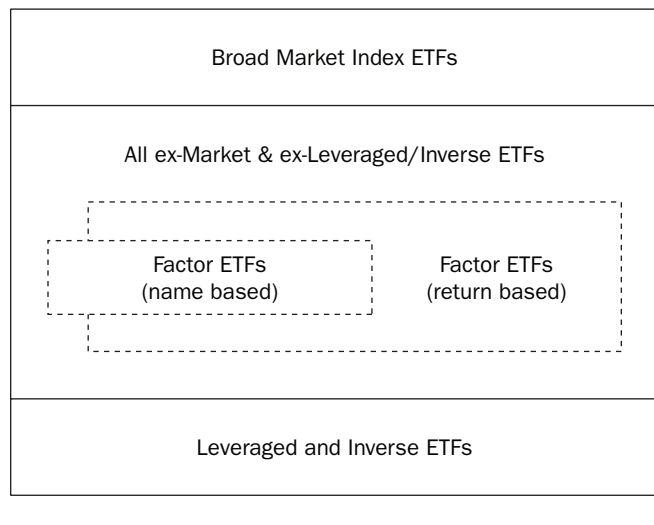 Broad Market Index ETFs
All ex-Market & ex-Leveraged/Inverse ETFs
Factor ETFs
(name based)
Factor ETFs
(return based)
Leveraged and Inverse ETFs